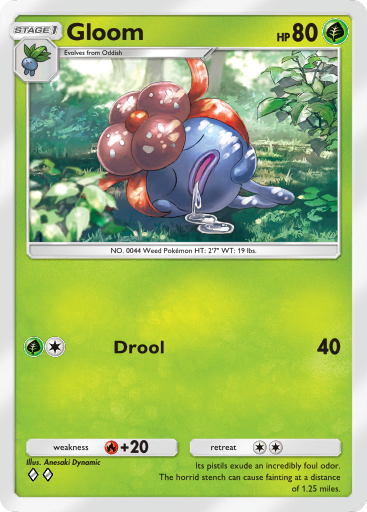 STAGE 1
Gloom
HP 80
Evolves from Oddish
NO. 0044 Weed Pokémon HT: 2'7" WT: 19 lbs.
Drool 40
weakness +20 retreat
Illus. Anesaki Dynamic
Its pistils exude an incredibly foul odor.
The horrid stench can cause fainting at a distance
of 1.25 miles.